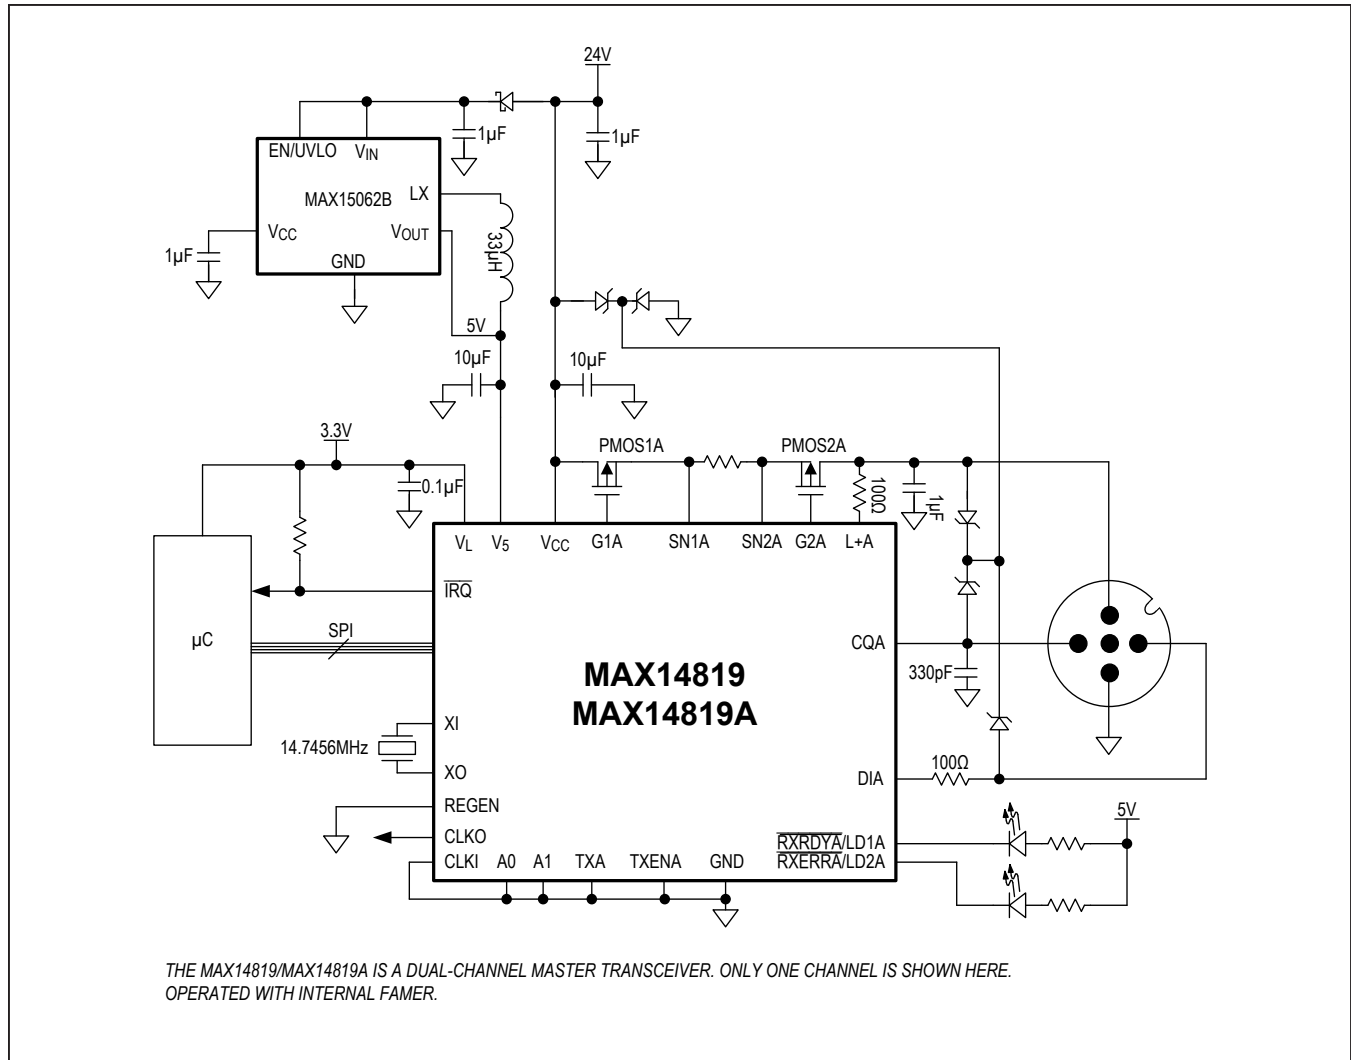 24V
1µF
1µF
EN/UVLO VIN
MAX15062B
LX
VCC
VOUT
GND
1µF
33µH
5V
10µF
10µF
3.3V
0.1µF
PMOS1A
PMOS2A
100Ω
1µF
VL V5 VCC G1A SN1A SN2A G2A L+A
IRQ
µC
SPI
CQA
330pF
MAX14819
MAX14819A
XI
14.7456MHz
XO
100Ω
DIA
REGEN
CLKO
CLKI A0 A1 TXA TXENA GND
RXRDYA/LD1A
RXERRA/LD2A
5V
THE MAX14819/MAX14819A IS A DUAL-CHANNEL MASTER TRANSCEIVER. ONLY ONE CHANNEL IS SHOWN HERE.
OPERATED WITH INTERNAL FAMER.